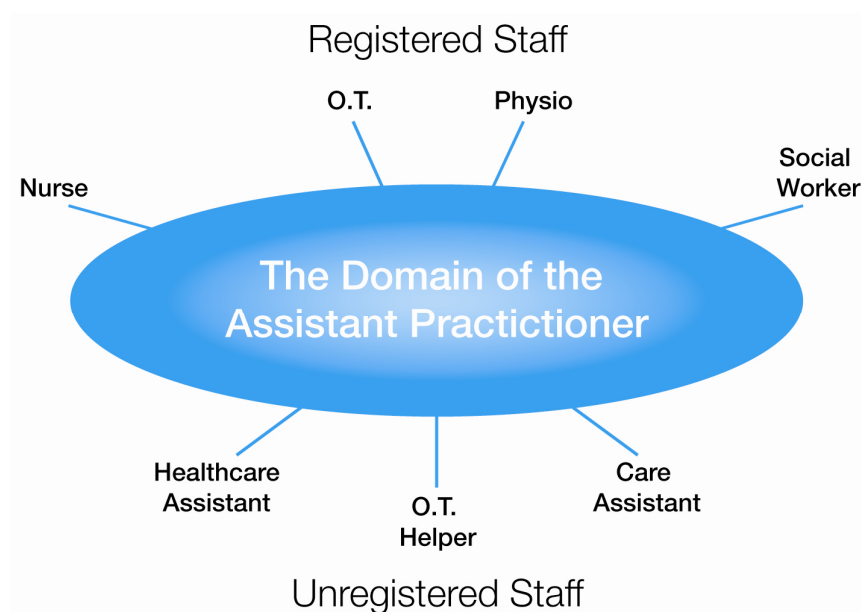 Registered Staff
O.T.
Physio
Nurse
Social
Worker
The Domain of the
Assistant Practictioner
Healthcare
Assistant
O.T.
Helper
Care
Assistant
Unregistered Staff